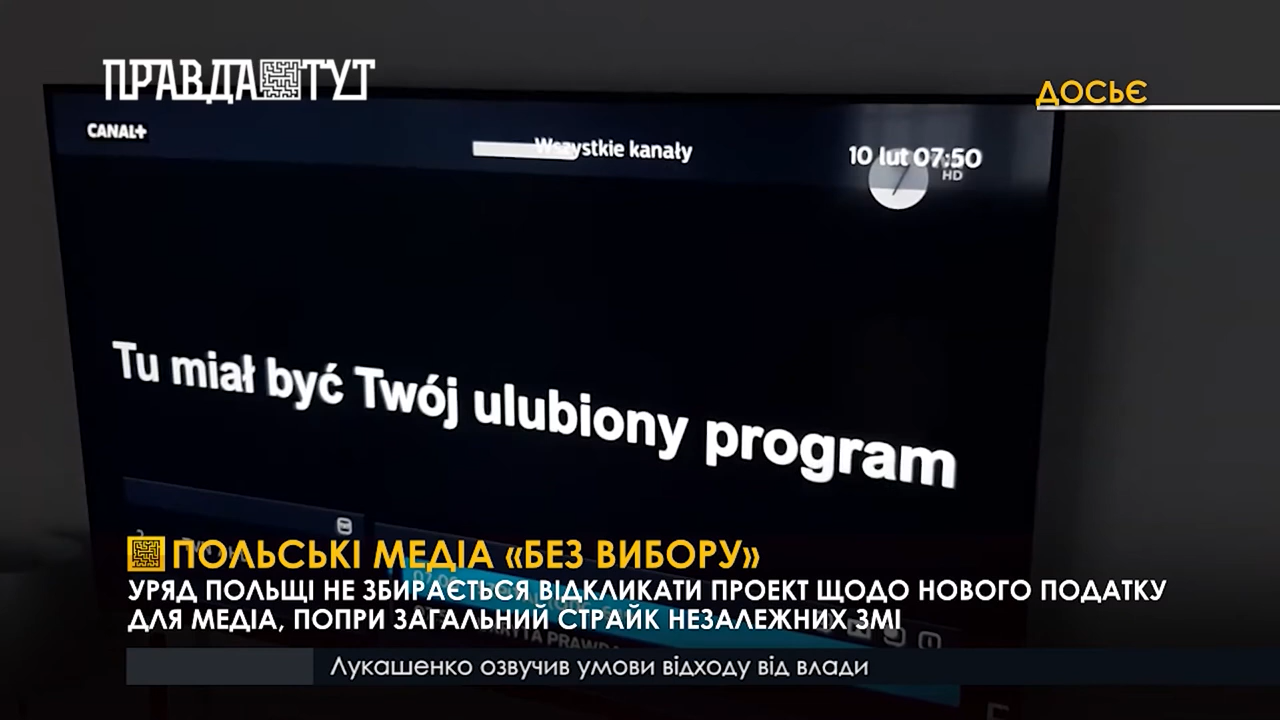 ПРАВДА ТУТ
ДОСЬЄ
CANAL+
Wszystkie kanały
10 lut 07:50
HD
Tu miał być Twój ulubiony program
ПОЛЬСЬКІ МЕДІА «БЕЗ ВИБОРУ»
УРЯД ПОЛЬЩІ НЕ ЗБИРАЄТЬСЯ ВІДКЛИКАТИ ПРОЕКТ ЩОДО НОВОГО ПОДАТКУ
ДЛЯ МЕДІА, ПОПРИ ЗАГАЛЬНИЙ СТРАЙК НЕЗАЛЕЖНИХ ЗМІ
Лукашенко озвучив умови відходу від влади